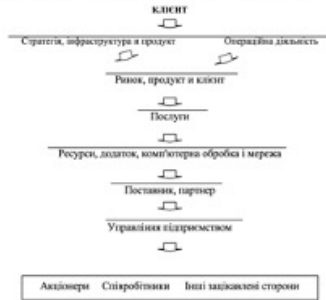 КЛІЄНТ
Стратегія, інфраструктура и продукт Операційна діяльність
Ринок, продукт и клієнт
Послуги
Ресурси, додаток, комп'ютерна обробка і мережа
Поставник, партнер
Управління підприємством
Акціонери Співробітники Інші зацікавлені сторони